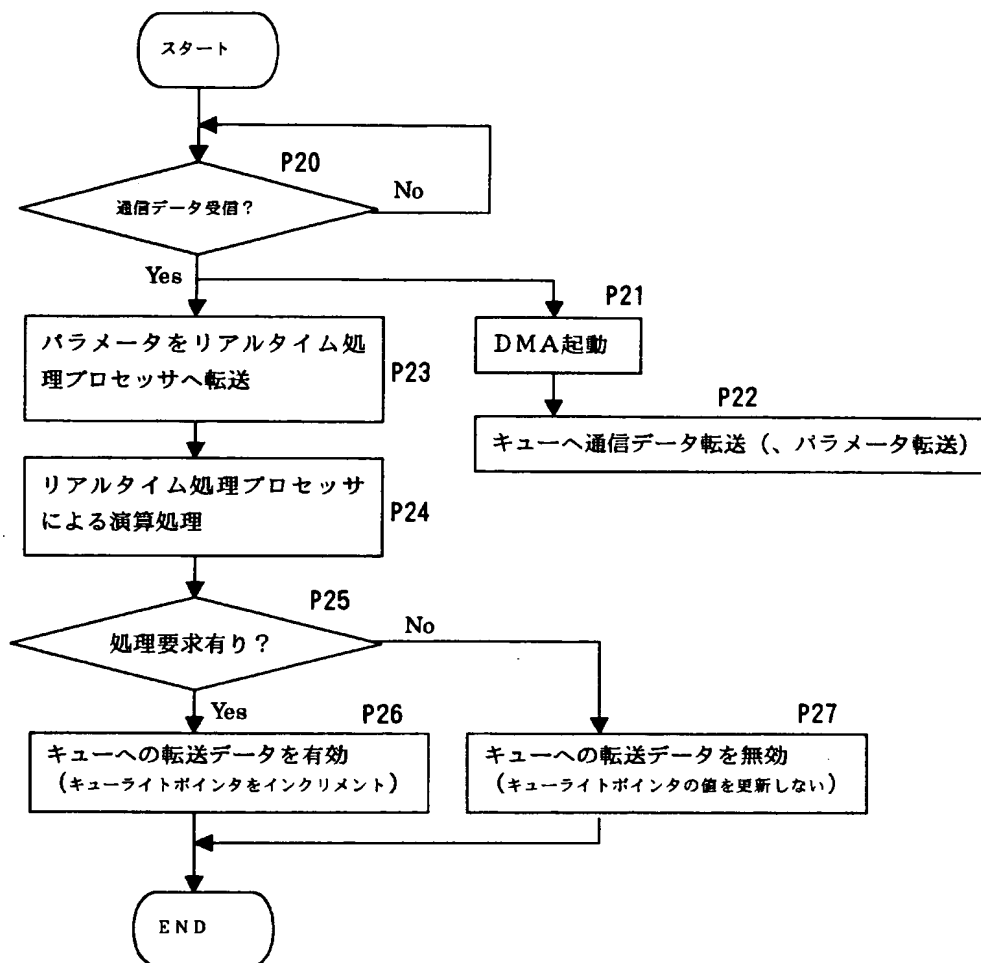 スタート
P20
通信データ受信？
No
Yes
P21
DMA起動
パラメータをリアルタイム処
理プロセッサへ転送
P23
P22
キューへ通信データ転送（、パラメータ転送）
リアルタイム処理プロセッサ
による演算処理
P24
P25
処理要求有り？
No
Yes
P26
キューへの転送データを有効
（キューライトポインタをインクリメント）
P27
キューへの転送データを無効
（キューライトポインタの値を更新しない）
END